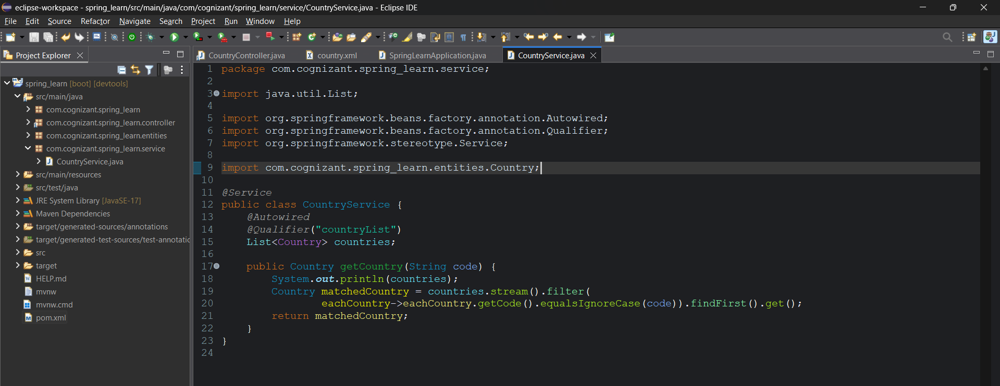 eclipse-workspace - spring_learn/src/main/java/com/cognizant/spring_learn/service/CountryService.java - Eclipse IDE
File Edit Source Refactor Navigate Search Project Run Window Help
Project Explorer
CountryController.java country.xml SpringLearnApplication.java CountryService.java
spring_learn [boot] [devtools]
src/main/java
com.cognizant.spring_learn
com.cognizant.spring_learn.controller
com.cognizant.spring_learn.entities
com.cognizant.spring_learn.service
CountryService.java
src/main/resources
src/test/java
JRE System Library [JavaSE-17]
Maven Dependencies
target/generated-sources/annotations
target/generated-test-sources/test-annotatic
src
target
HELP.md
mvnw
mvnw.cmd
pom.xml
1 package com.cognizant.spring_learn.service;
2
3 import java.util.List;
4
5 import org.springframework.beans.factory.annotation.Autowired;
6 import org.springframework.beans.factory.annotation.Qualifier;
7 import org.springframework.stereotype.Service;
8
9 import com.cognizant.spring_learn.entities.Country;
10
11 @Service
12 public class CountryService {
13     @Autowired
14     @Qualifier("countryList")
15     List<Country> countries;
16
17     public Country getCountry(String code) {
18         System.out.println(countries);
19         Country matchedCountry = countries.stream().filter(
20                 eachCountry->eachCountry.getCode().equalsIgnoreCase(code)).findFirst().get();
21         return matchedCountry;
22     }
23 }
24